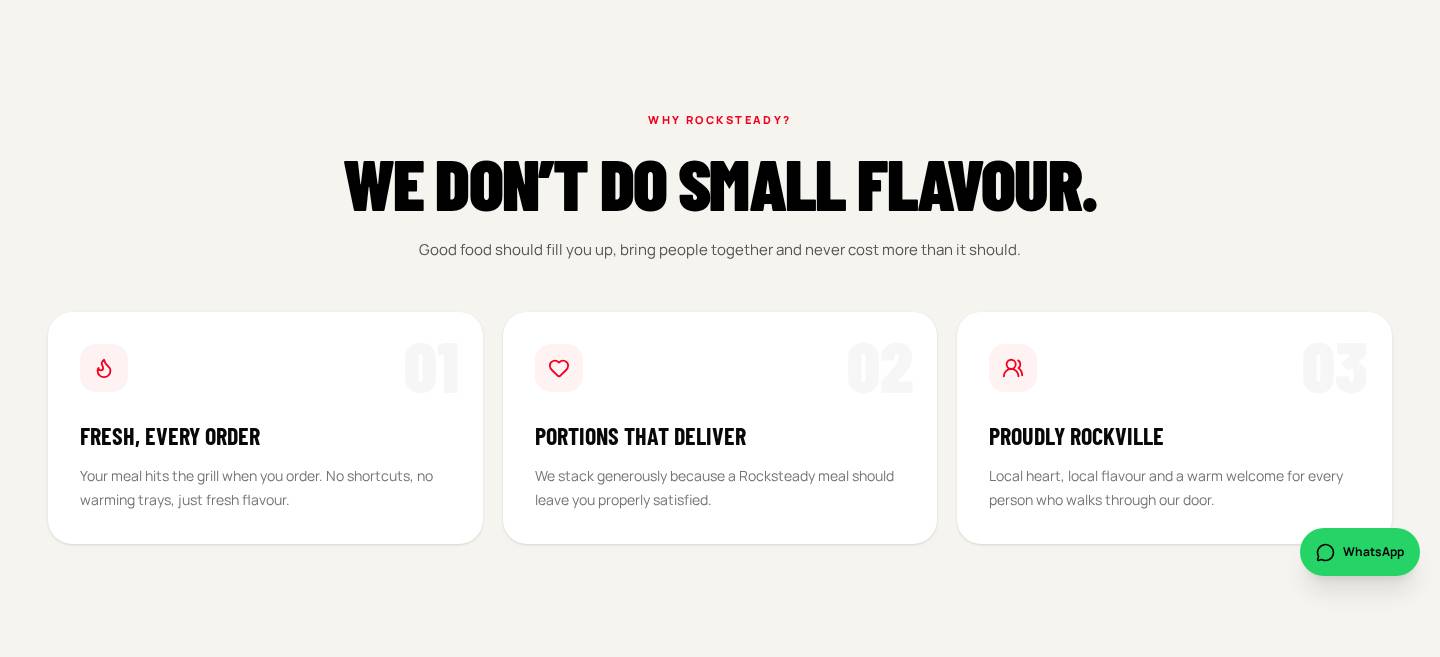 WHY ROCKSTEADY?
WE DON’T DO SMALL FLAVOUR.
Good food should fill you up, bring people together and never cost more than it should.
01
FRESH, EVERY ORDER
Your meal hits the grill when you order. No shortcuts, no
warming trays, just fresh flavour.
02
PORTIONS THAT DELIVER
We stack generously because a Rocksteady meal should
leave you properly satisfied.
03
PROUDLY ROCKVILLE
Local heart, local flavour and a warm welcome for every
person who walks through our door.
WhatsApp